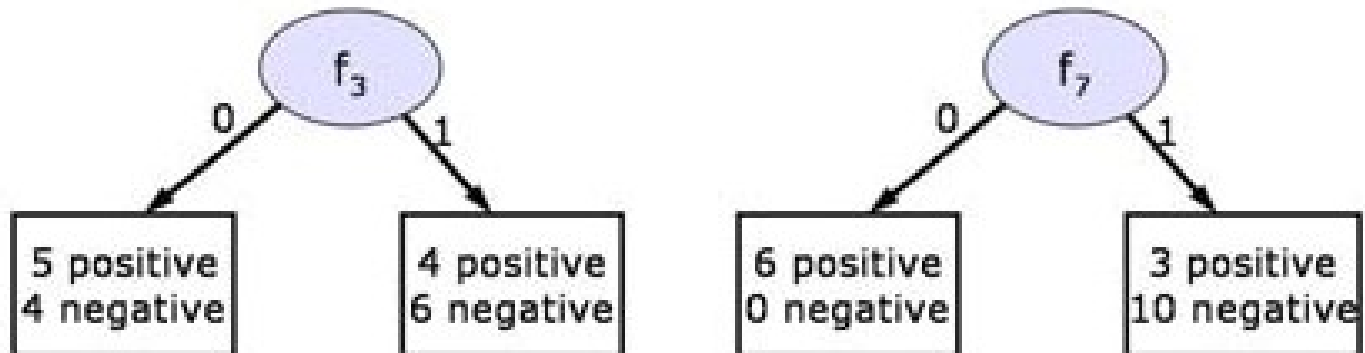 f₃
0
1
5 positive
4 negative
4 positive
6 negative
f₇
0
1
6 positive
0 negative
3 positive
10 negative